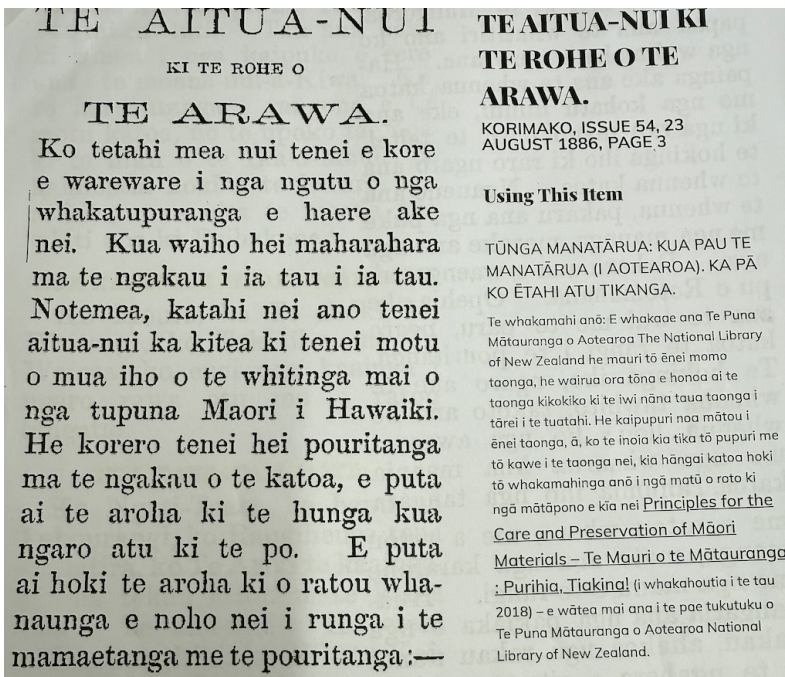 TE AITUA-NUI
KI TE ROHE O
TE ARAWA.
Ko tetahi mea nui tenei e kore
e wareware i nga ngutu o nga
whakatupuranga e haere ake
nei. Kua waiho hei maharahara
ma te ngakau i ia tau i ia tau.
Notemea, katahi nei ano tenei
aitua-nui ka kitea ki tenei motu
o mua iho o te whitinga mai o
nga tupuna Maori i Hawaiki.
He korero tenei hei pouritanga
ma te ngakau o te katoa, e puta
ai te aroha ki te hunga kua
ngaro atu ki te po. E puta
ai hoki te aroha ki o ratou wha-
naunga e noho nei i runga i te
mamaetanga me te pouritanga:—
TE AITUA-NUI KI
TE ROHE O TE
ARAWA.
KORIMAKO, ISSUE 54, 23
AUGUST 1886, PAGE 3
Using This Item
TŪNGA MANATĀRUA: KUA PAU TE
MANATĀRUA (I AOTEAROA). KA PĀ
KO ĒTAHI ATU TIKANGA.
Te whakamahi anō: E whakaae ana Te Puna
Mātauranga o Aotearoa The National Library
of New Zealand he mauri tō ēnei momo
taonga, he wairua ora tōna e honoa ai te
taonga kikokiko ki te iwi nāna taua taonga i
tārei i te tuatahi. He kaipupuri noa mātou i
ēnei taonga, ā, ko te inoia kia tika tō pupuri me
tō kawe i te taonga nei, kia hāngai katoa hoki
tō whakamahinga anō i ngā matū o roto ki
ngā mātāpono e kīa nei Principles for the
Care and Preservation of Māori
Materials – Te Mauri o te Mātauranga
: Purihia, Tiakina! (i whakahoutia i te tau
2018) – e wātea mai ana i te pae tukutuku o
Te Puna Mātauranga o Aotearoa National
Library of New Zealand.